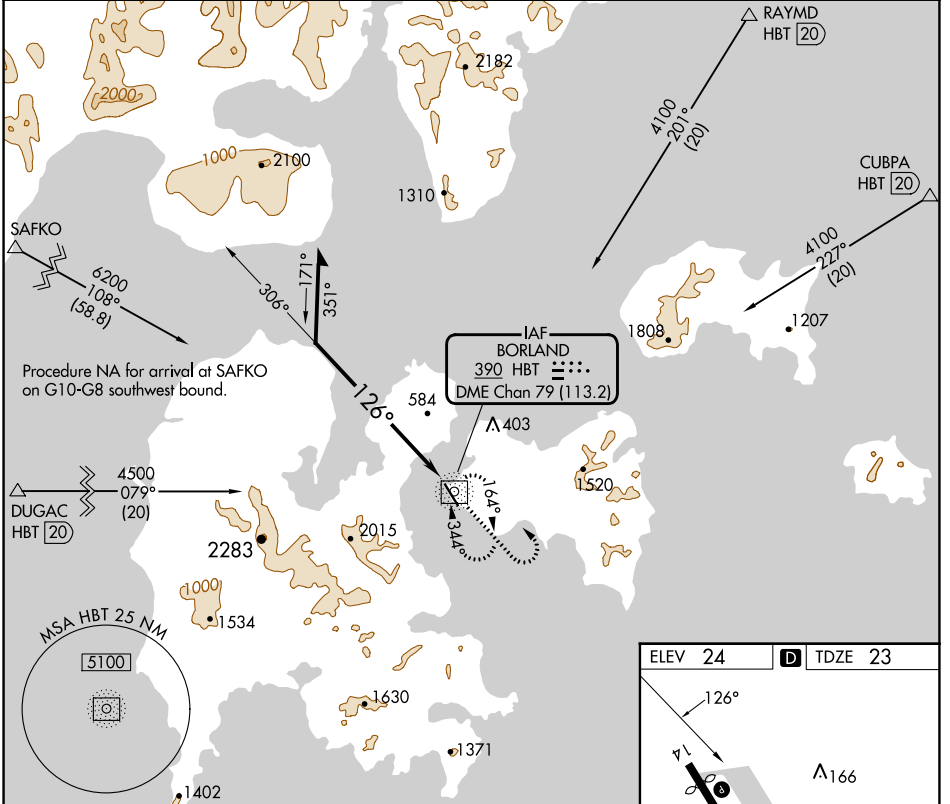 RAYMD
HBT 20
2182
2000
4100
201°
(20)
1000
2100
CUBPA
HBT 20
1310
SAFKO
4100
227°
(20)
6200
108°
(58.8)
306°
171°
351°
1808
1207
IAF
BORLAND
390 HBT
DME Chan 79 (113.2)
Procedure NA for arrival at SAFKO
on G10-G8 southwest bound.
126°
584
403
4500
079°
(20)
DUGAC
HBT 20
1520
164°
344°
2283
2015
1000
1534
MSA HBT 25 NM
5100
ELEV 24
D
TDZE 23
126°
1630
1371
14
P
166
1402